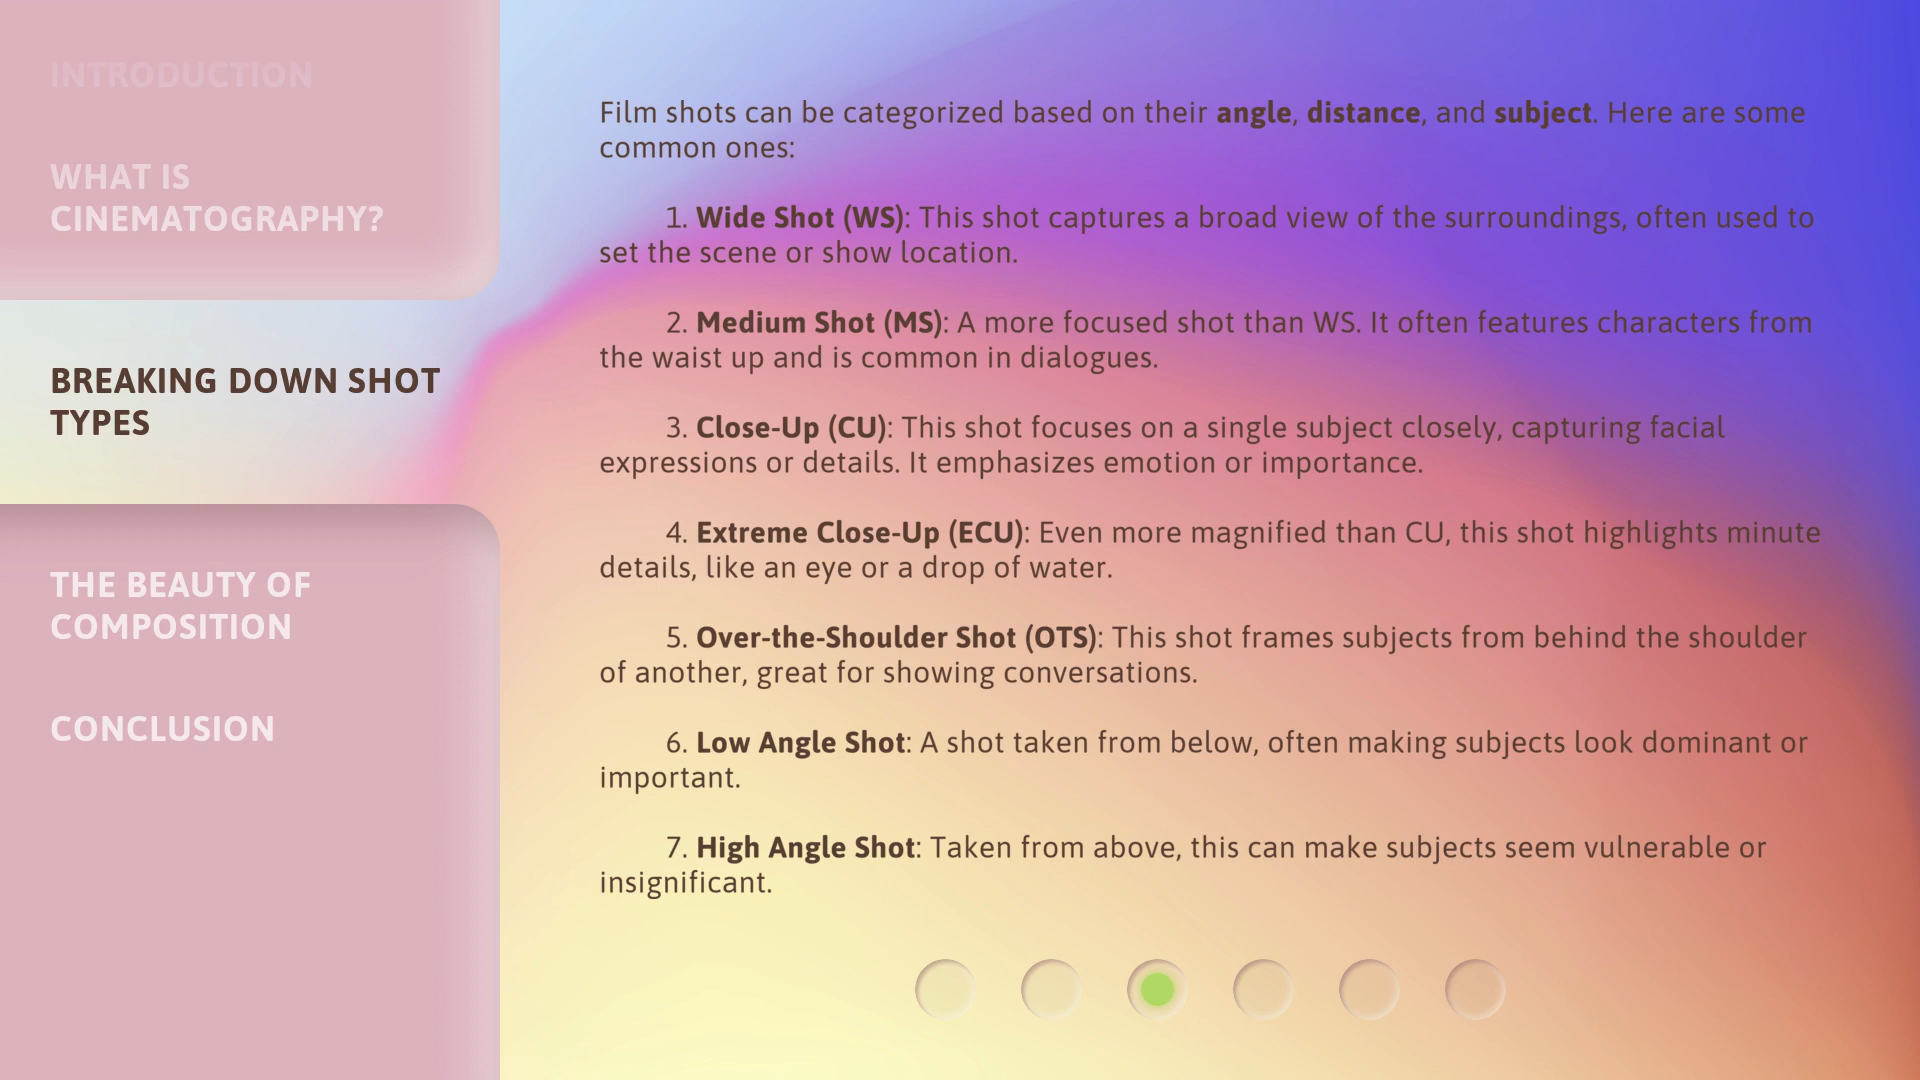 INTRODUCTION
WHAT IS
CINEMATOGRAPHY?
BREAKING DOWN SHOT
TYPES
THE BEAUTY OF
COMPOSITION
CONCLUSION
Film shots can be categorized based on their angle, distance, and subject. Here are some
common ones:
1. Wide Shot (WS): This shot captures a broad view of the surroundings, often used to
set the scene or show location.
2. Medium Shot (MS): A more focused shot than WS. It often features characters from
the waist up and is common in dialogues.
3. Close-Up (CU): This shot focuses on a single subject closely, capturing facial
expressions or details. It emphasizes emotion or importance.
4. Extreme Close-Up (ECU): Even more magnified than CU, this shot highlights minute
details, like an eye or a drop of water.
5. Over-the-Shoulder Shot (OTS): This shot frames subjects from behind the shoulder
of another, great for showing conversations.
6. Low Angle Shot: A shot taken from below, often making subjects look dominant or
important.
7. High Angle Shot: Taken from above, this can make subjects seem vulnerable or
insignificant.